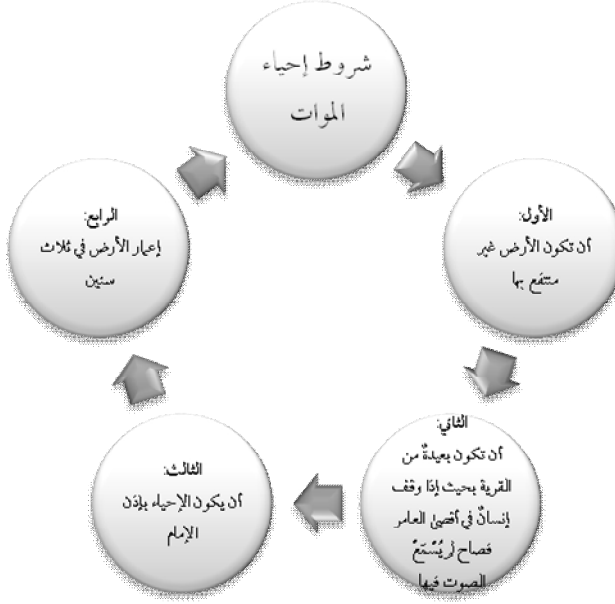 شروط إحياء
الموات
الأول:
أن تكون الأرض غير
منتفع بها
الثاني:
أن تكون بعيدةً من
القرية بحيث إذا وقف
إنسانٌ في أقصى العامر
فصاح لم يُسْمَعْ
الصوت فيها
الثالث:
أن يكون الإحياء بإذن
الإمام
الرابع:
إعمار الأرض في ثلاث
سنين